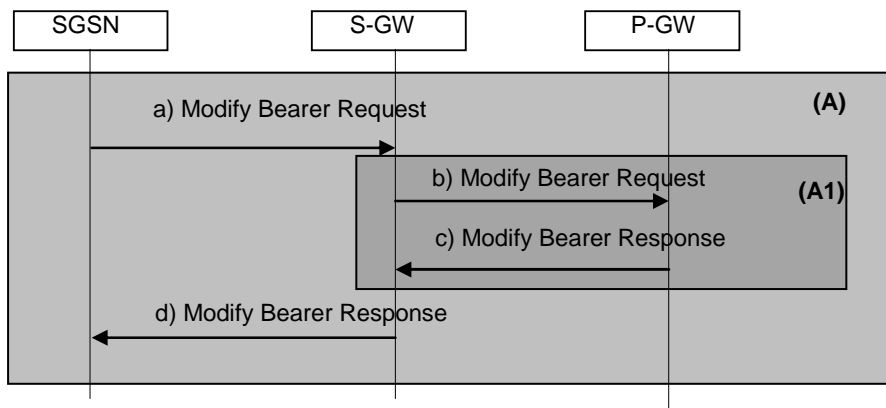 SGSN
S-GW
P-GW
(A)
a) Modify Bearer Request
b) Modify Bearer Request
(A1)
c) Modify Bearer Response
d) Modify Bearer Response